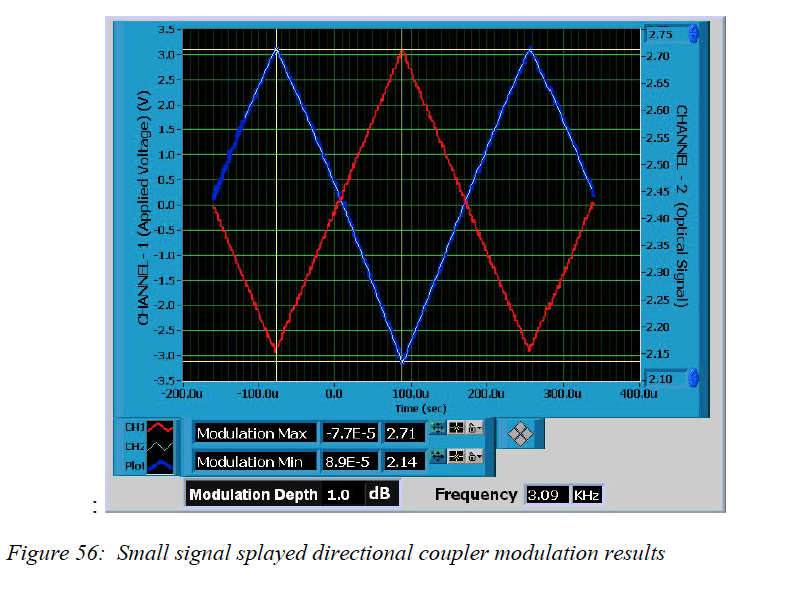 3.5
3.0
2.5
2.0
1.5
1.0
0.5
0.0
-0.5
-1.0
-1.5
-2.0
-2.5
-3.0
-3.5
CHANNEL - 1 (Applied Voltage) (V)
2.75
2.70
2.65
2.60
2.55
2.50
2.45
2.40
2.35
2.30
2.25
2.20
2.15
2.10
CHANNEL - 2 (Optical Signal)
-200.0u -100.0u 0.0 100.0u 200.0u 300.0u 400.0u
Time (sec)
CH1
CH2
Plot
Modulation Max -7.7E-5 2.71
Modulation Min 8.9E-5 2.14
Modulation Depth 1.0 dB
Frequency 3.09 KHz
:
Figure 56: Small signal splayed directional coupler modulation results